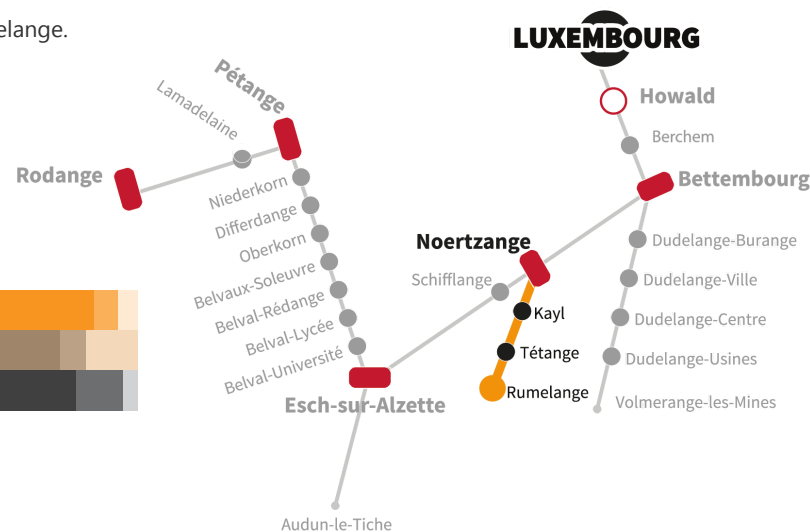 elange.
LUXEMBOURG
Pétange
Lamadelaine
Howald
Berchem
Rodange
Bettembourg
Niederkorn
Differdange
Oberkorn
Noertzange
Dudelange-Burange
Belvaux-Soleuvre
Schifflange
Dudelange-Ville
Belval-Rédange
Kayl
Dudelange-Centre
Belval-Lycée
Tétange
Dudelange-Usines
Belval-Université
Rumelange
Esch-sur-Alzette
Volmerange-les-Mines
Audun-le-Tiche